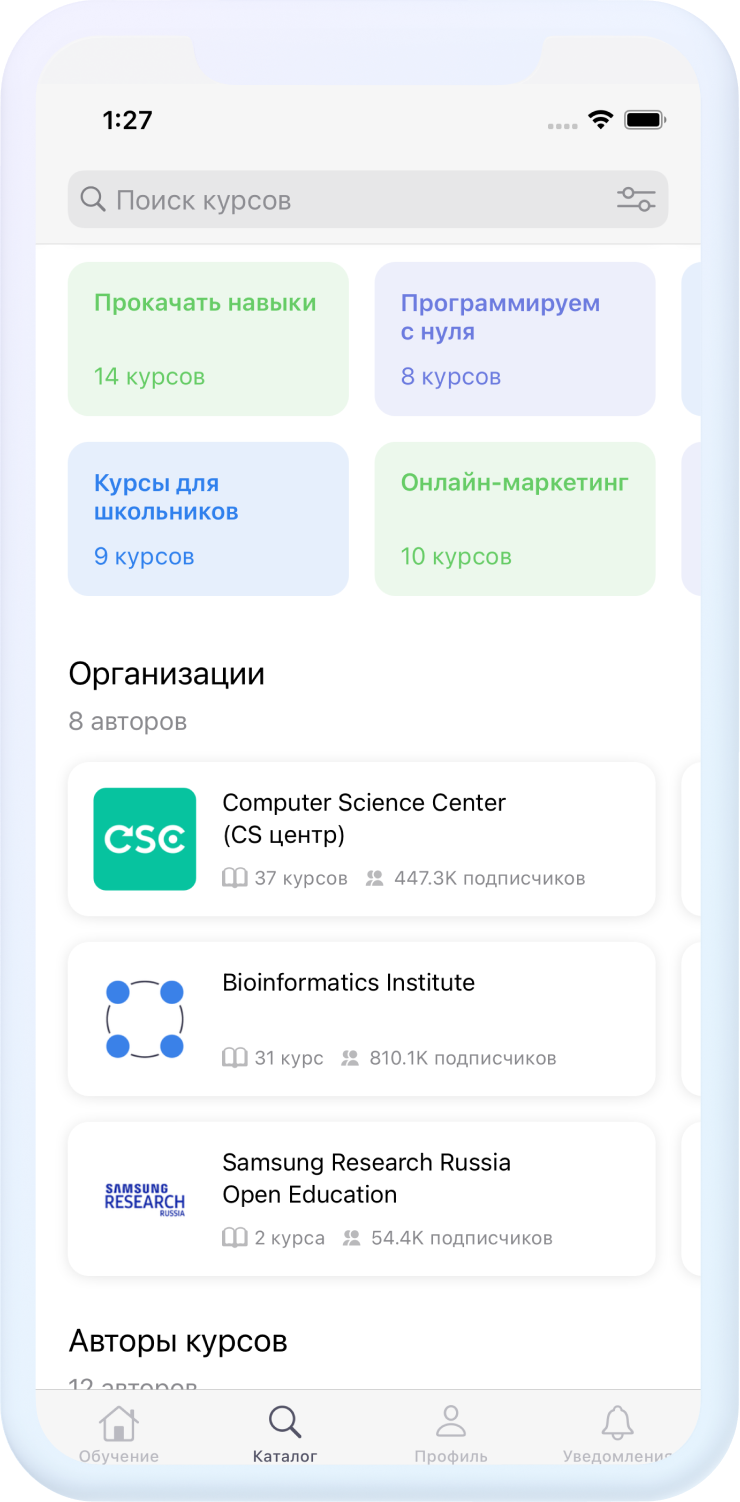 1:27
Поиск курсов
Прокачать навыки
14 курсов
Программируем
с нуля
8 курсов
Курсы для
школьников
9 курсов
Онлайн-маркетинг
10 курсов
Организации
8 авторов
CSC
Computer Science Center
(CS центр)
37 курсов 447.3K подписчиков
Bioinformatics Institute
31 курс 810.1K подписчиков
SAMSUNG
RESEARCH
RUSSIA
Samsung Research Russia
Open Education
2 курса 54.4K подписчиков
Авторы курсов
12 авторов
Обучение
Каталог
Профиль
Уведомления